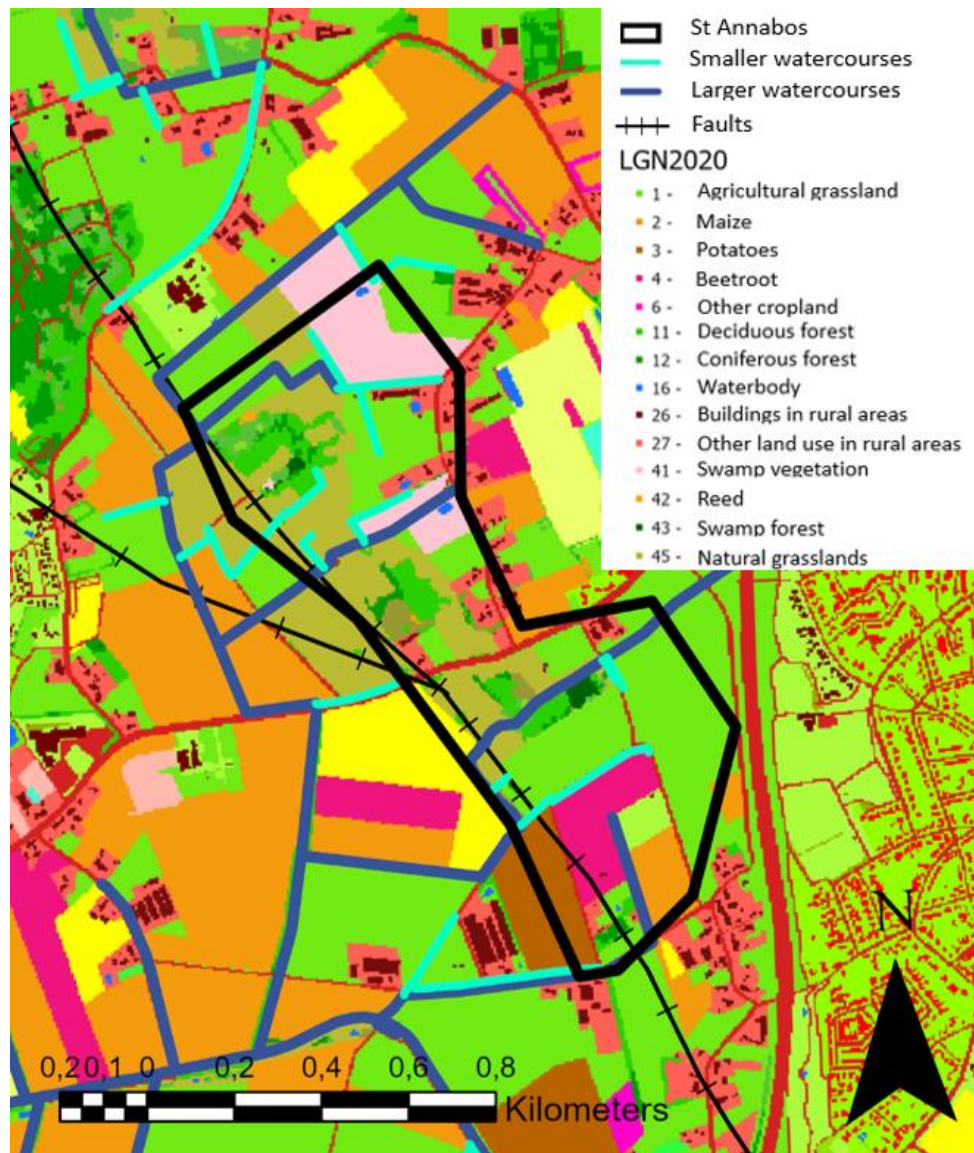 St Annabos
Smaller watercourses
Larger watercourses
Faults
LGN2020
1 - Agricultural grassland
2 - Maize
3 - Potatoes
4 - Beetroot
6 - Other cropland
11 - Deciduous forest
12 - Coniferous forest
16 - Waterbody
26 - Buildings in rural areas
27 - Other land use in rural areas
41 - Swamp vegetation
42 - Reed
43 - Swamp forest
45 - Natural grasslands
N
0,20,1 0 0,2 0,4 0,6 0,8
Kilometers